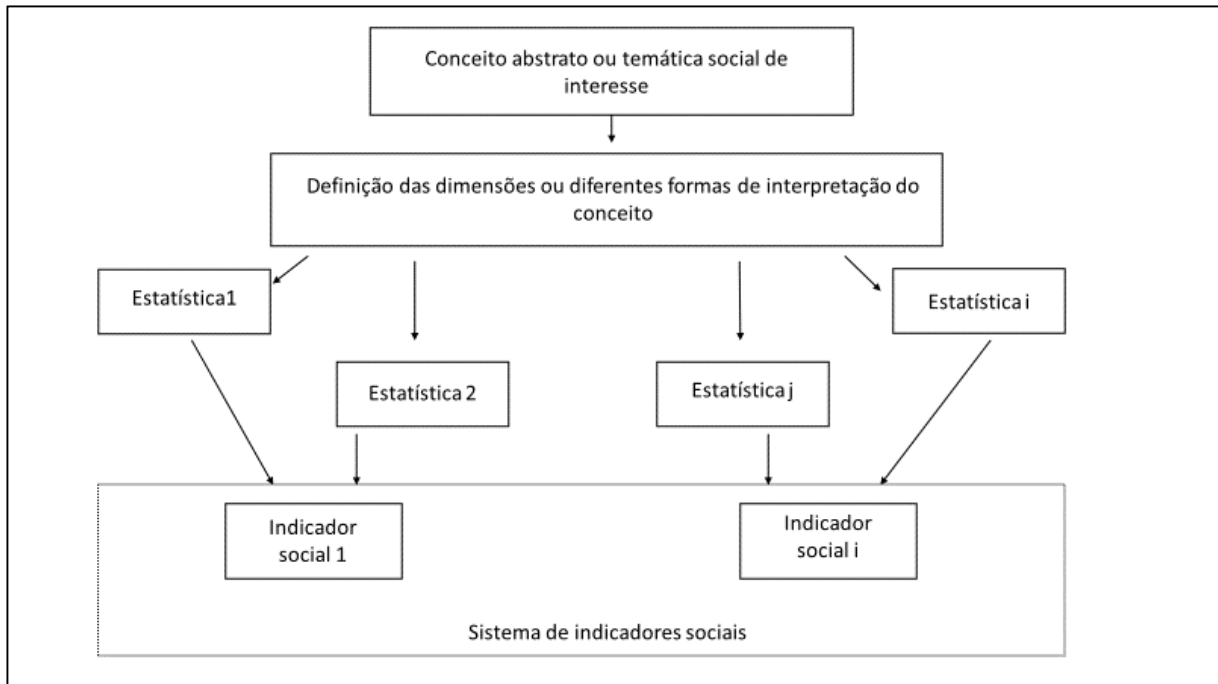 Conceito abstrato ou temática social de
interesse
Definição das dimensões ou diferentes formas de interpretação do
conceito
Estatística1
Estatística i
Estatística 2
Estatística j
Indicador
social 1
Indicador
social i
Sistema de indicadores sociais